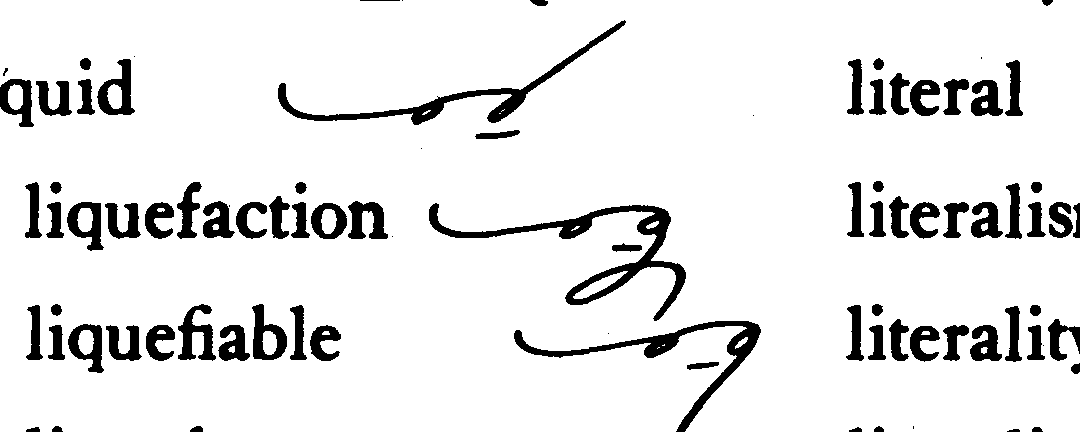 quid literal
liquefaction literalis
liquefiable literality